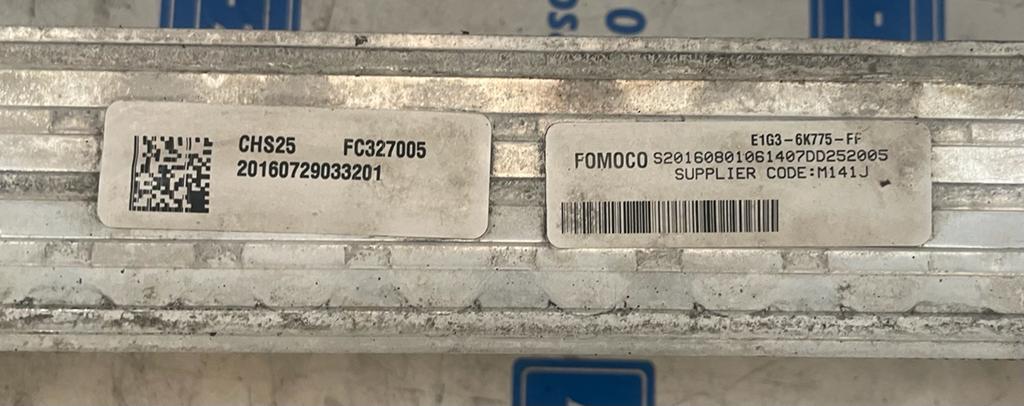 CHS25 FC327005
20160729033201
E1G3-6K775-FF
FOMOCO S20160801061407DD252005
SUPPLIER CODE:M141J